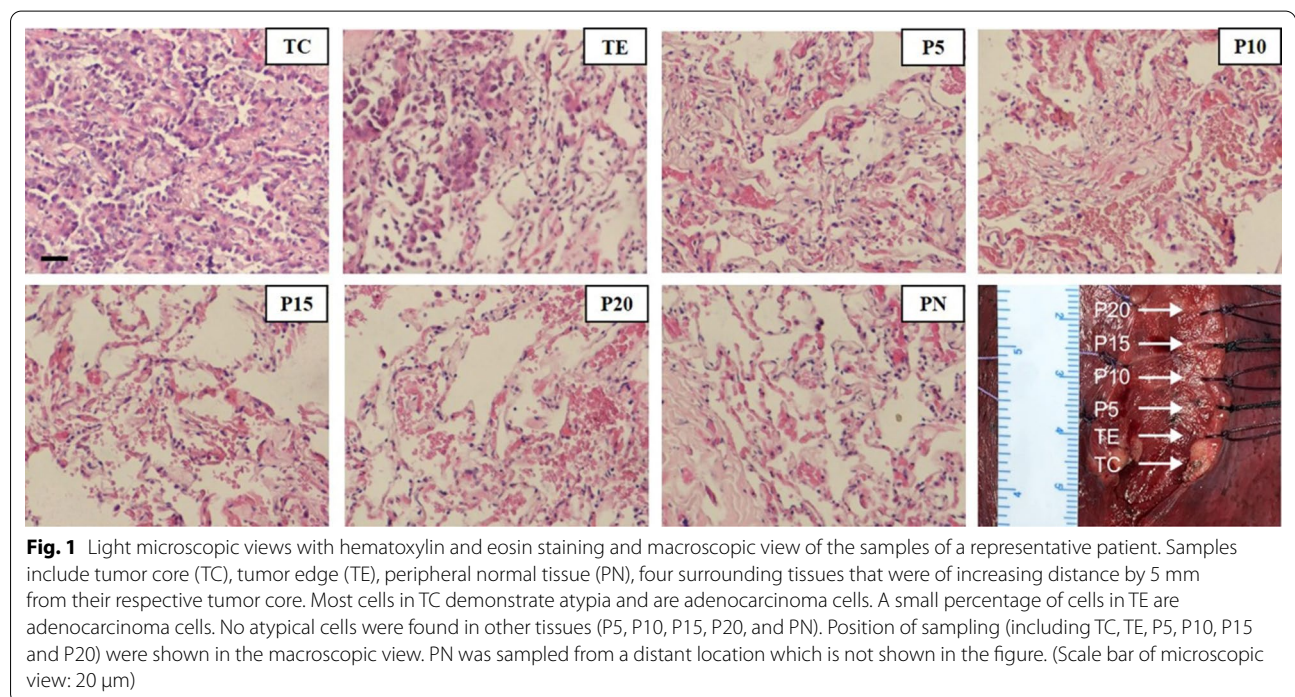 TC
TE
P5
P10
P15
P20
PN
P20
P15
P10
P5
TE
TC
5
4
2
3
4
5
Fig. 1 Light microscopic views with hematoxylin and eosin staining and macroscopic view of the samples of a representative patient. Samples
include tumor core (TC), tumor edge (TE), peripheral normal tissue (PN), four surrounding tissues that were of increasing distance by 5 mm
from their respective tumor core. Most cells in TC demonstrate atypia and are adenocarcinoma cells. A small percentage of cells in TE are
adenocarcinoma cells. No atypical cells were found in other tissues (P5, P10, P15, P20, and PN). Position of sampling (including TC, TE, P5, P10, P15
and P20) were shown in the macroscopic view. PN was sampled from a distant location which is not shown in the figure. (Scale bar of microscopic
view: 20 μm)